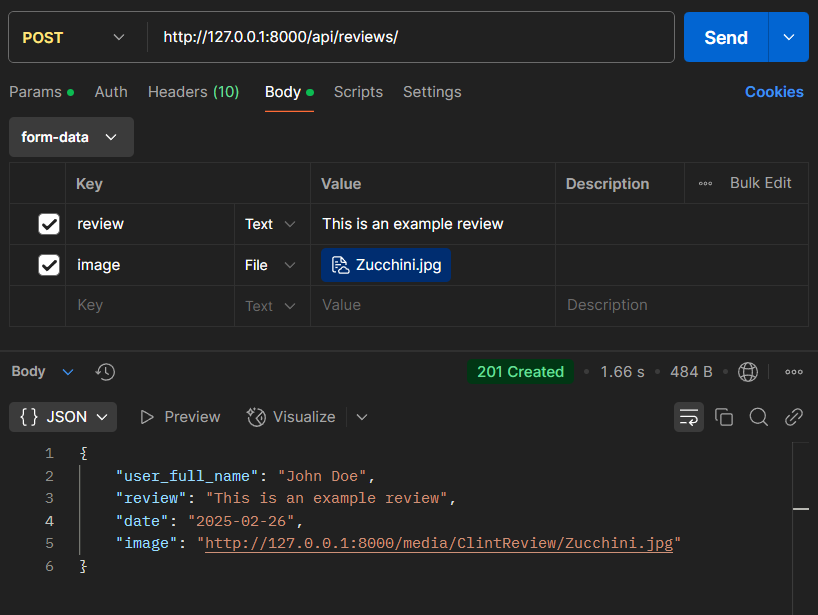 POST http://127.0.0.1:8000/api/reviews/ Send
Params Auth Headers (10) Body Scripts Settings Cookies
form-data
Key Value Description Bulk Edit
review Text This is an example review
image File Zucchini.jpg
Key Text Value Description
Body 201 Created 1.66 s 484 B
{} JSON Preview Visualize
1 {
2 "user_full_name": "John Doe",
3 "review": "This is an example review",
4 "date": "2025-02-26",
5 "image": "http://127.0.0.1:8000/media/ClintReview/Zucchini.jpg"
6 }